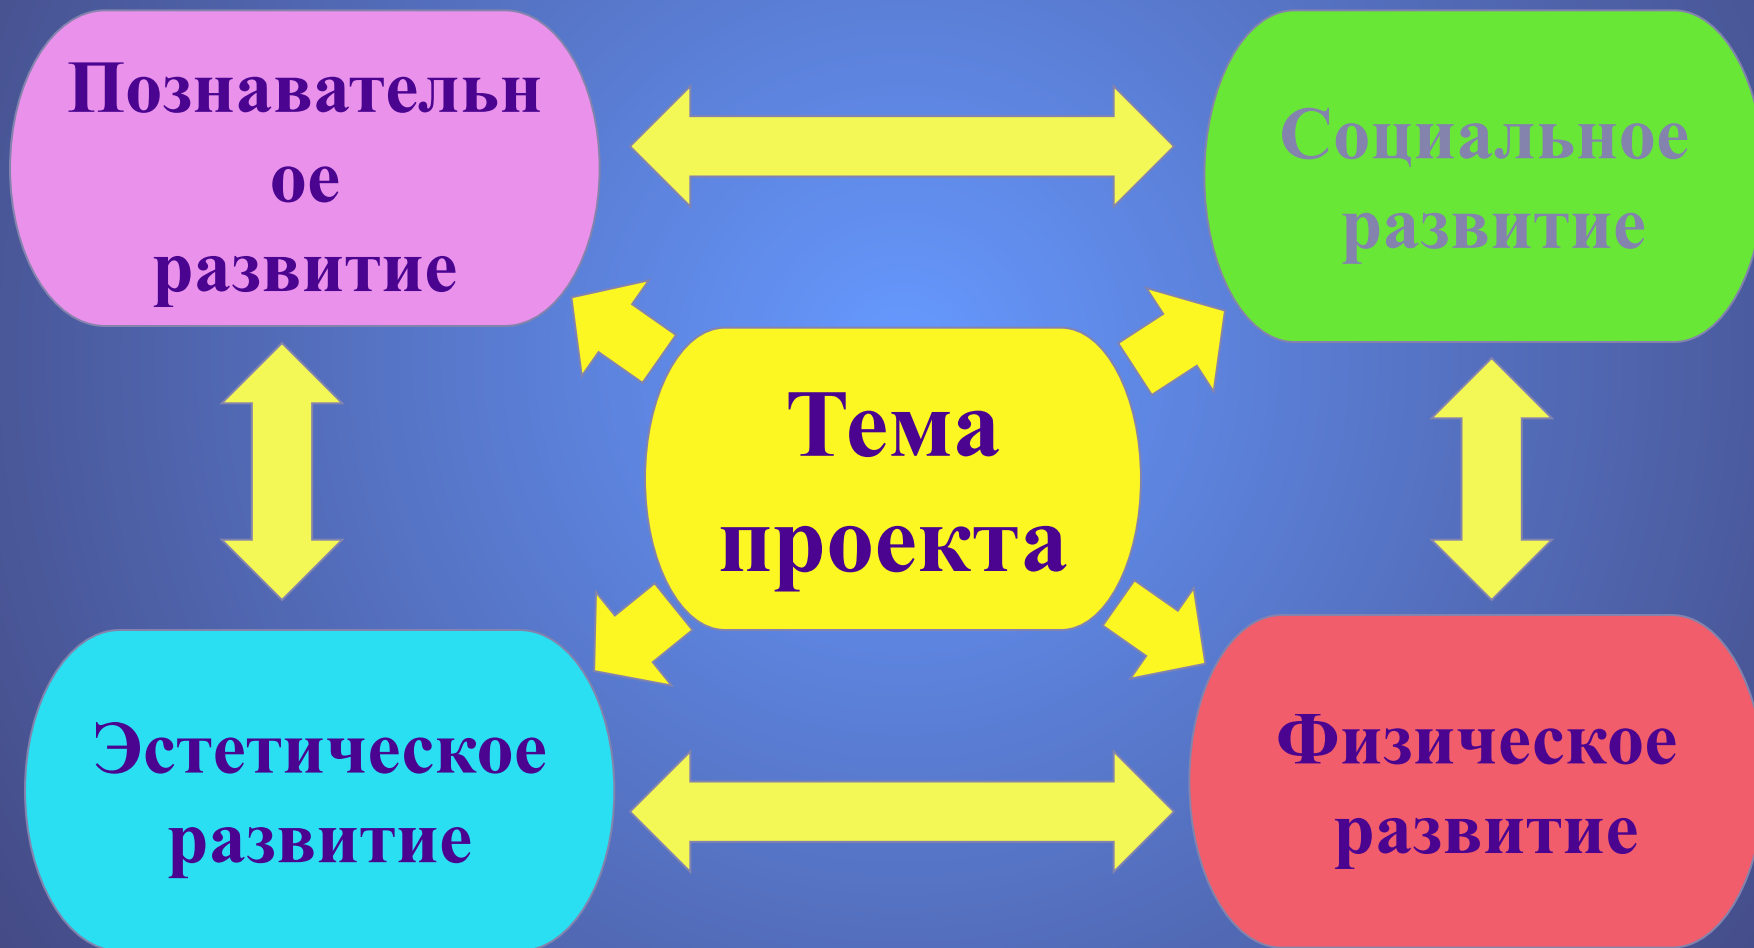 Познавательн
ое
развитие
Социальное
развитие
Тема
проекта
Эстетическое
развитие
Физическое
развитие